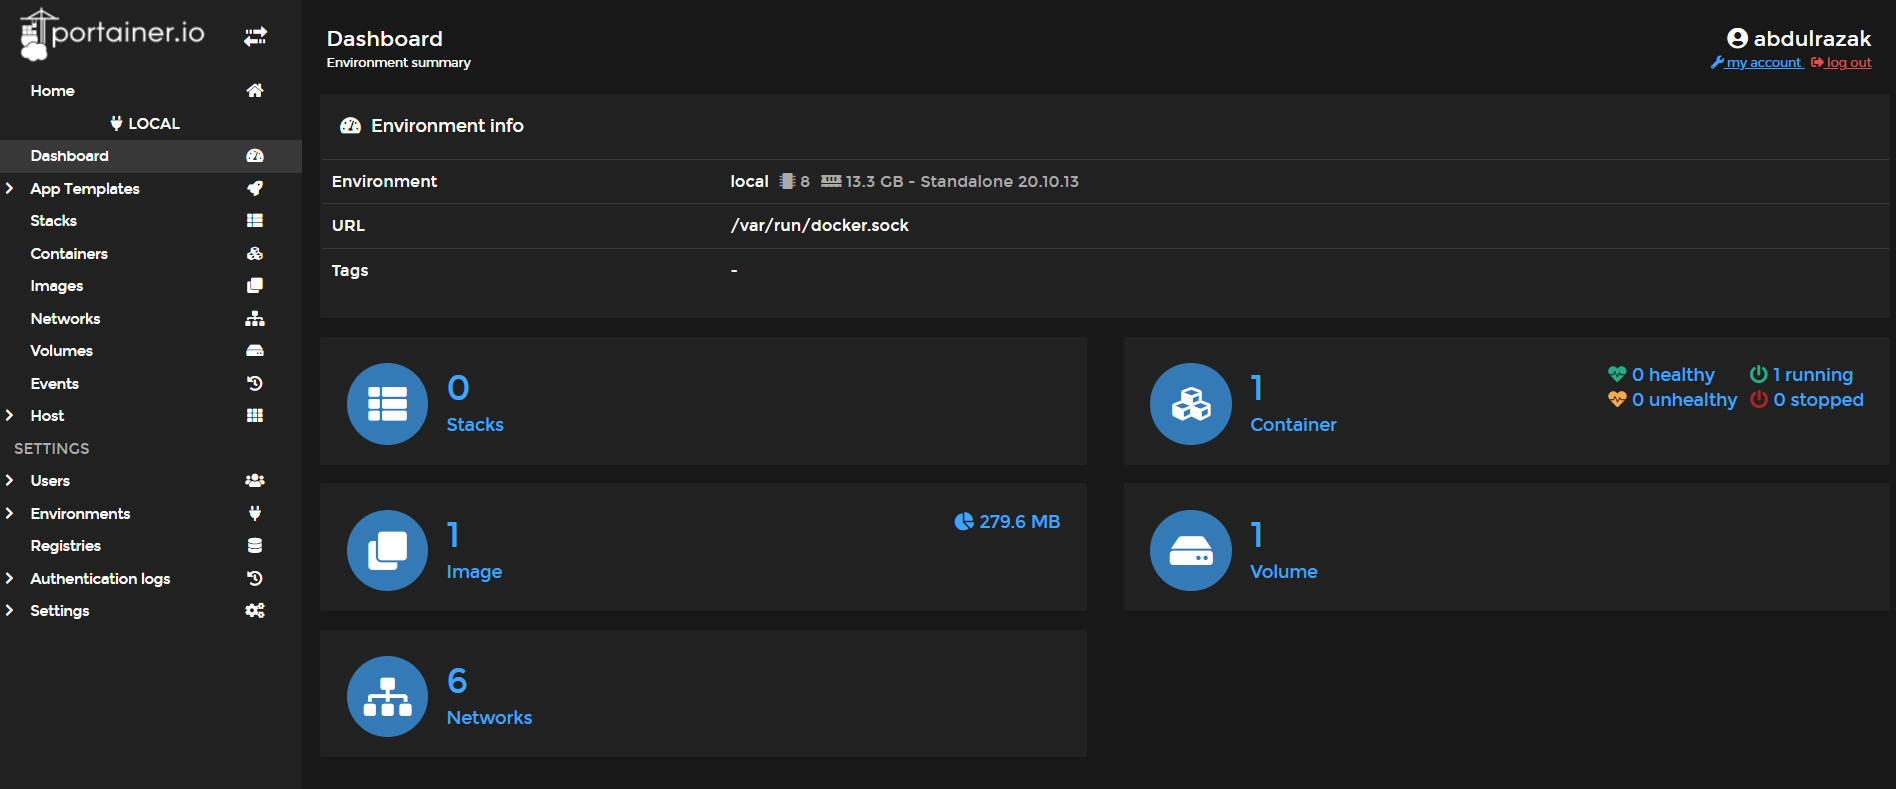 portainer.io
Home
LOCAL
Dashboard
App Templates
Stacks
Containers
Images
Networks
Volumes
Events
Host
SETTINGS
Users
Environments
Registries
Authentication logs
Settings
Dashboard
Environment summary
abdulrazak
my account log out
Environment info
Environment local 8 13.3 GB - Standalone 20.10.13
URL /var/run/docker.sock
Tags -
0
Stacks
1
Container
0 healthy 1 running
0 unhealthy 0 stopped
1
Image
279.6 MB
1
Volume
6
Networks